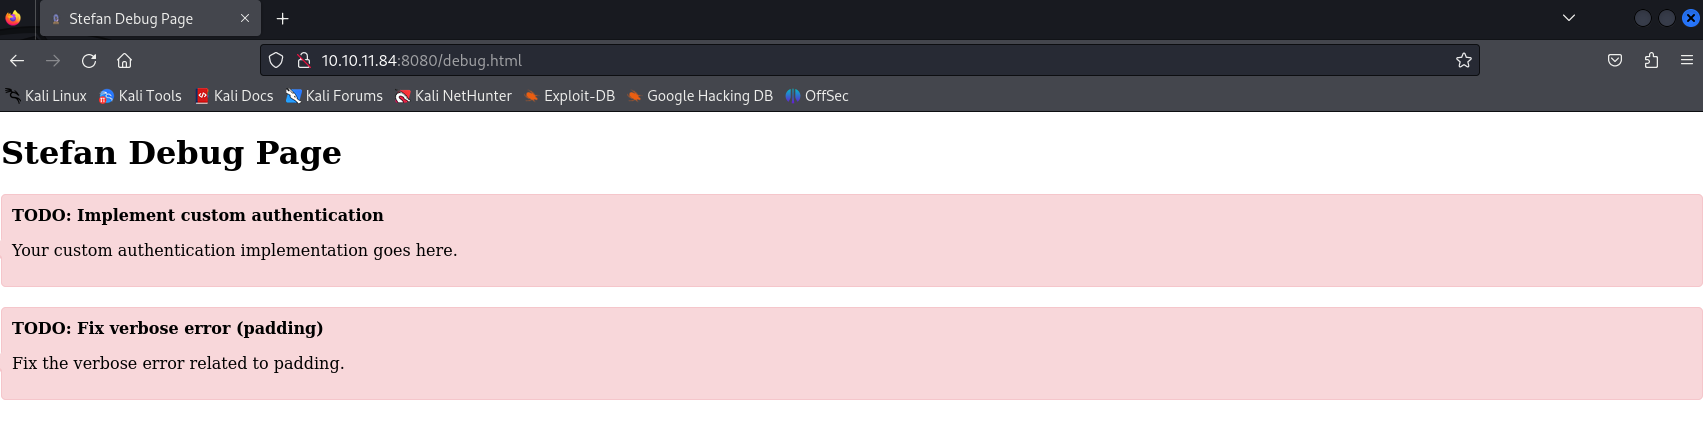 Stefan Debug Page
10.10.11.84:8080/debug.html
Kali Linux Kali Tools Kali Docs Kali Forums Kali NetHunter Exploit-DB Google Hacking DB OffSec
Stefan Debug Page
TODO: Implement custom authentication
Your custom authentication implementation goes here.
TODO: Fix verbose error (padding)
Fix the verbose error related to padding.